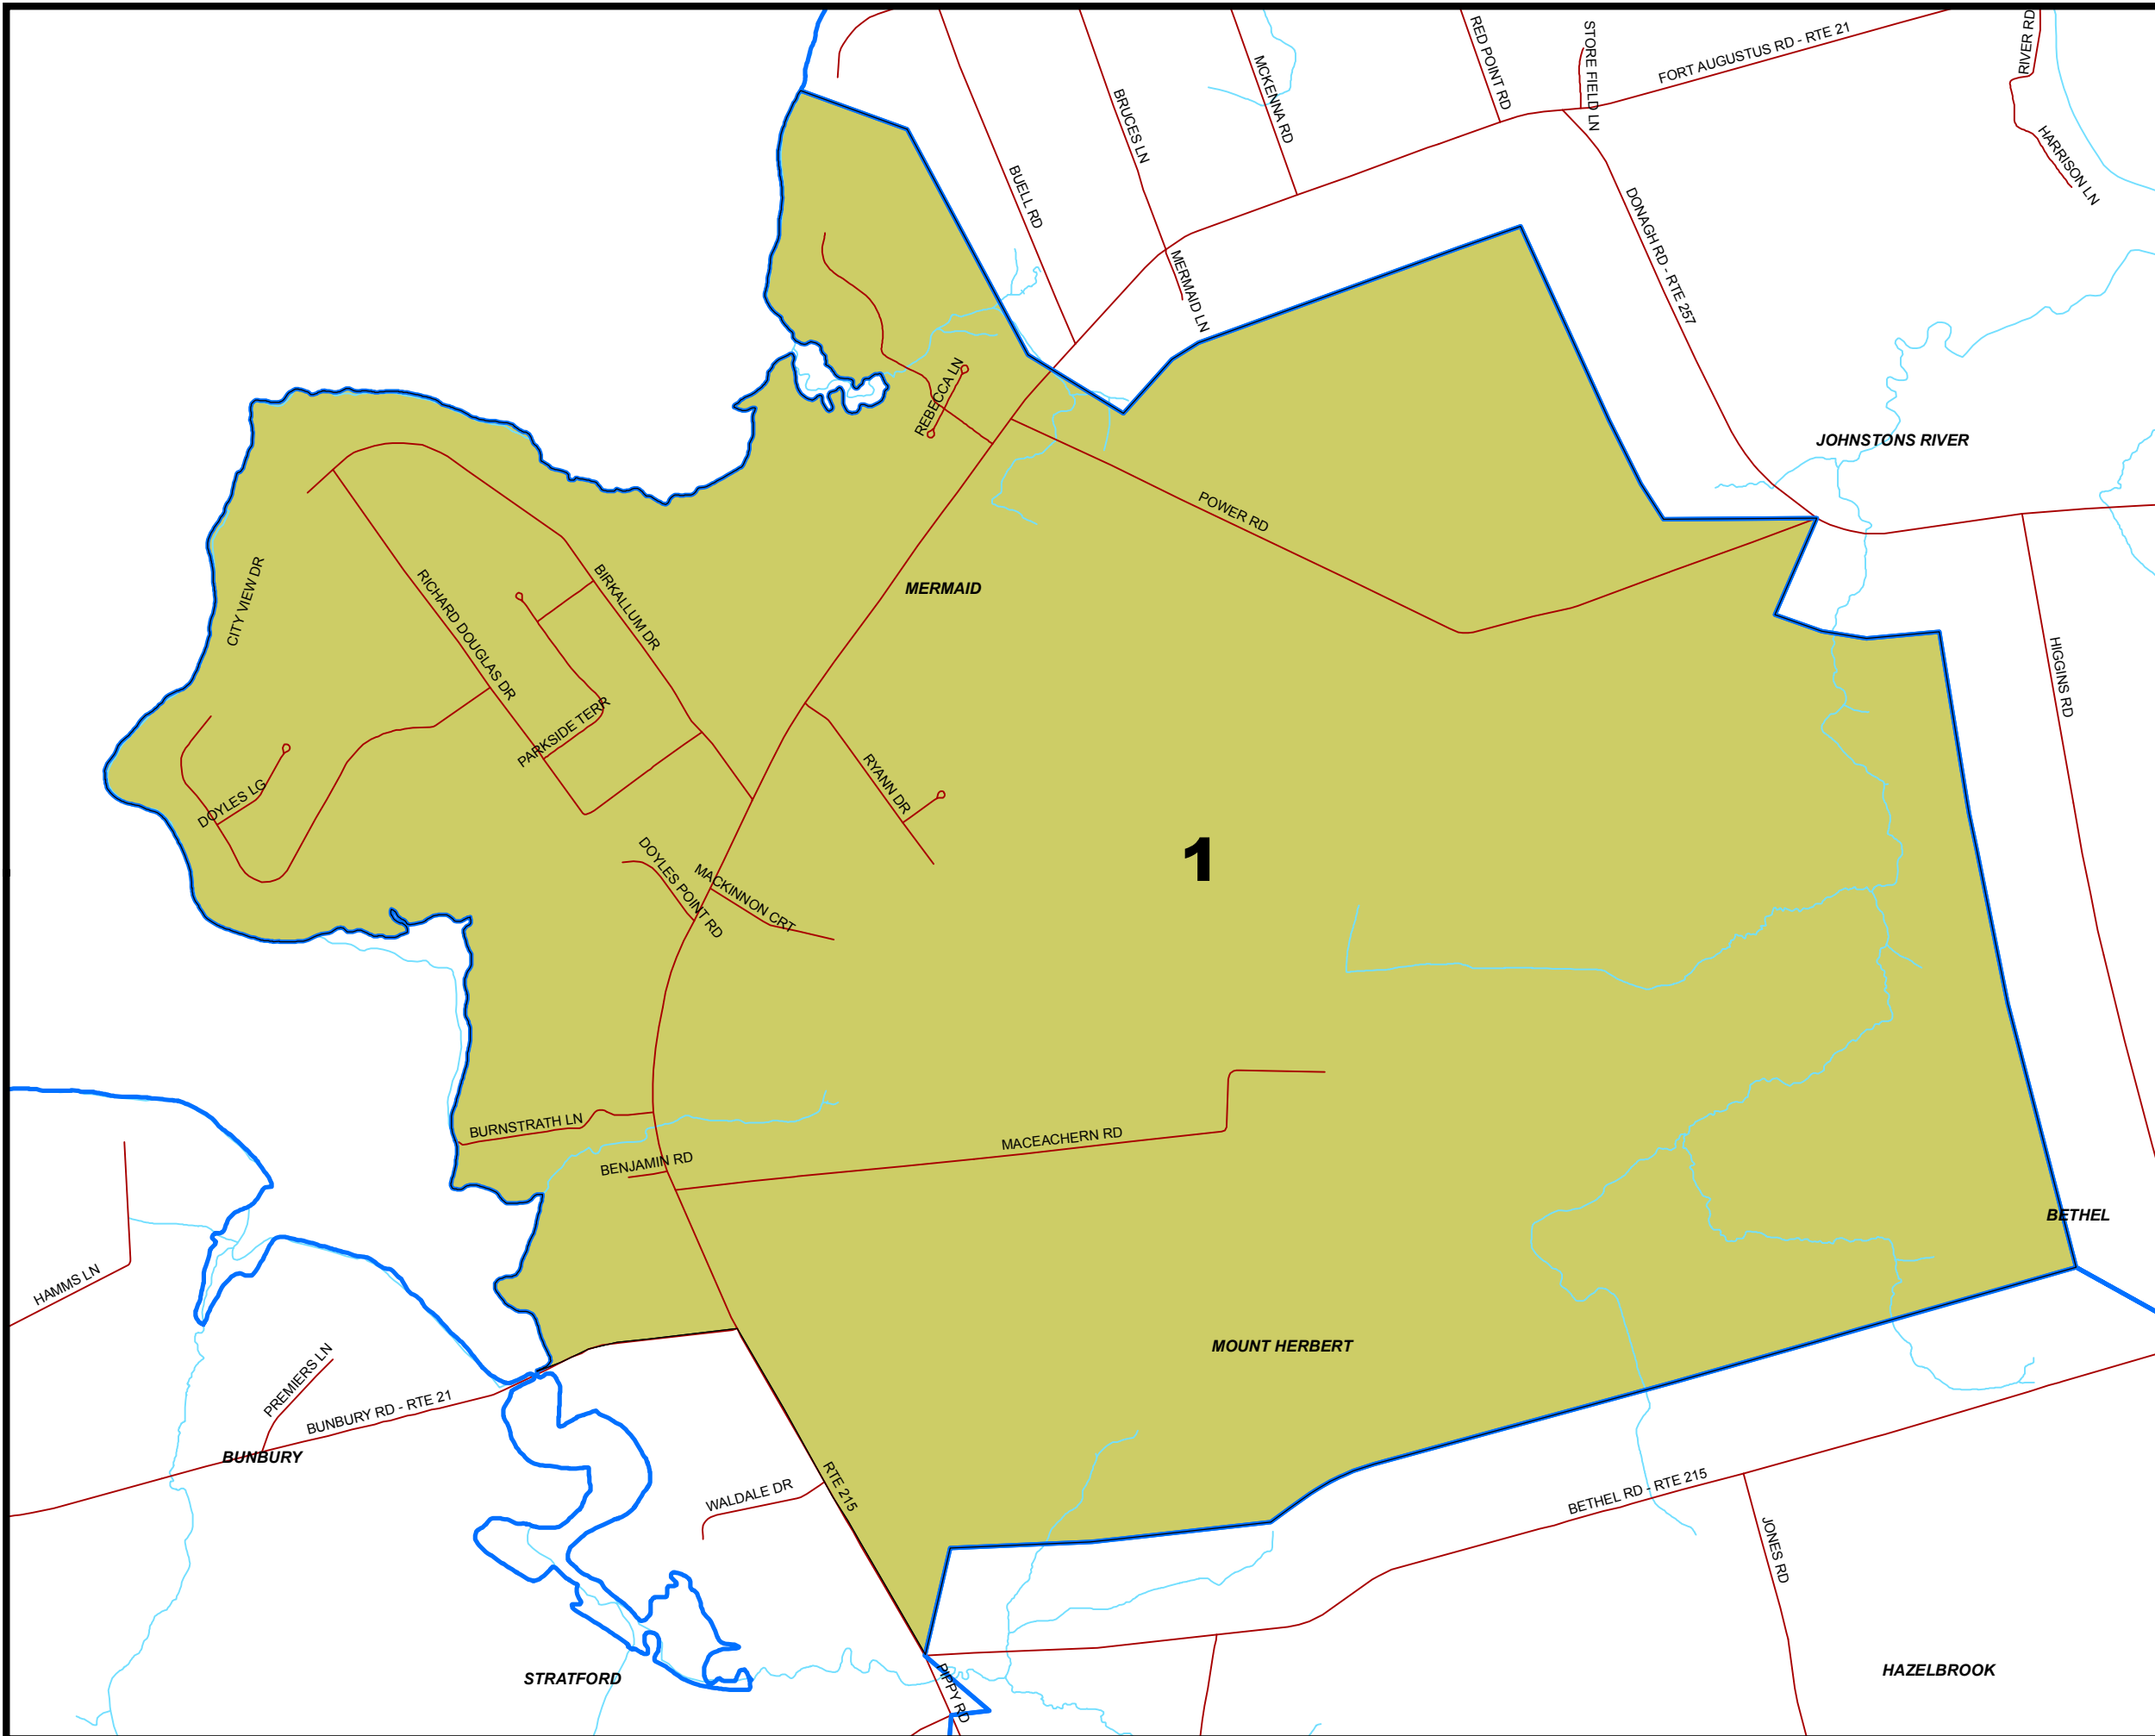 RED POINT RD
STORE FIELD LN
FORT AUGUSTUS RD - RTE 21
RIVER RD
MCKENNA RD
BRUCES LN
HARRISON LN
BUELL RD
DONAGH RD - RTE 257
MERMAID LN
REBECCA LN
JOHNSTONS RIVER
POWER RD
MERMAID
CITY VIEW DR
RICHARD DOUGLAS DR
BIRKALLUM DR
HIGGINS RD
PARKSIDE TERR
DOYLES LG
RYANN DR
1
DOYLES POINT RD
MACKINNON CRT
BURNSTRATH LN
MACEACHERN RD
BENJAMIN RD
BETHEL
HAMMS LN
MOUNT HERBERT
PREMIERS LN
BUNBURY RD - RTE 21
BUNBURY
RTE 215
WALDALE DR
BETHEL RD - RTE 215
JONES RD
STRATFORD
PIPPY RD
HAZELBROOK